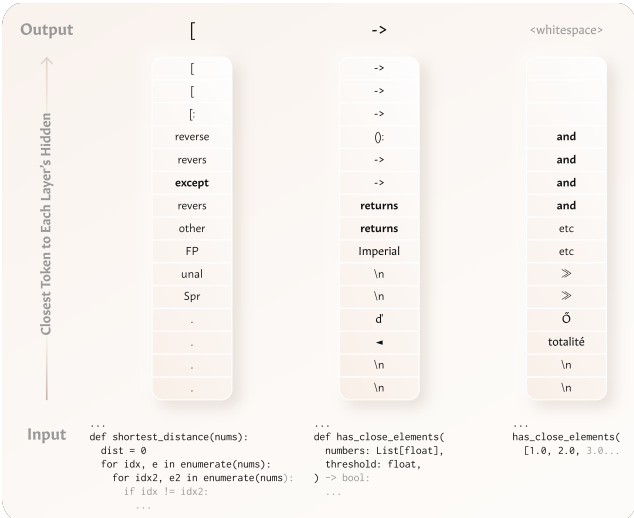 Output
[
->
<whitespace>
Closest Token to Each Layer's Hidden
[
[
[:
reverse
revers
except
revers
other
FP
unal
Spr
.
.
.
.
->
->
->
():
->
->
returns
returns
Imperial
\n
\n
ď
◄
\n
\n
and
and
and
and
etc
etc
≫
≫
Ő
totalité
\n
\n
Input
...
def shortest_distance(nums):
dist = 0
for idx, e in enumerate(nums):
for idx2, e2 in enumerate(nums):
if idx != idx2:
...
...
def has_close_elements(
numbers: List[float],
threshold: float,
) -> bool:
...
...
has_close_elements(
[1.0, 2.0, 3.0...